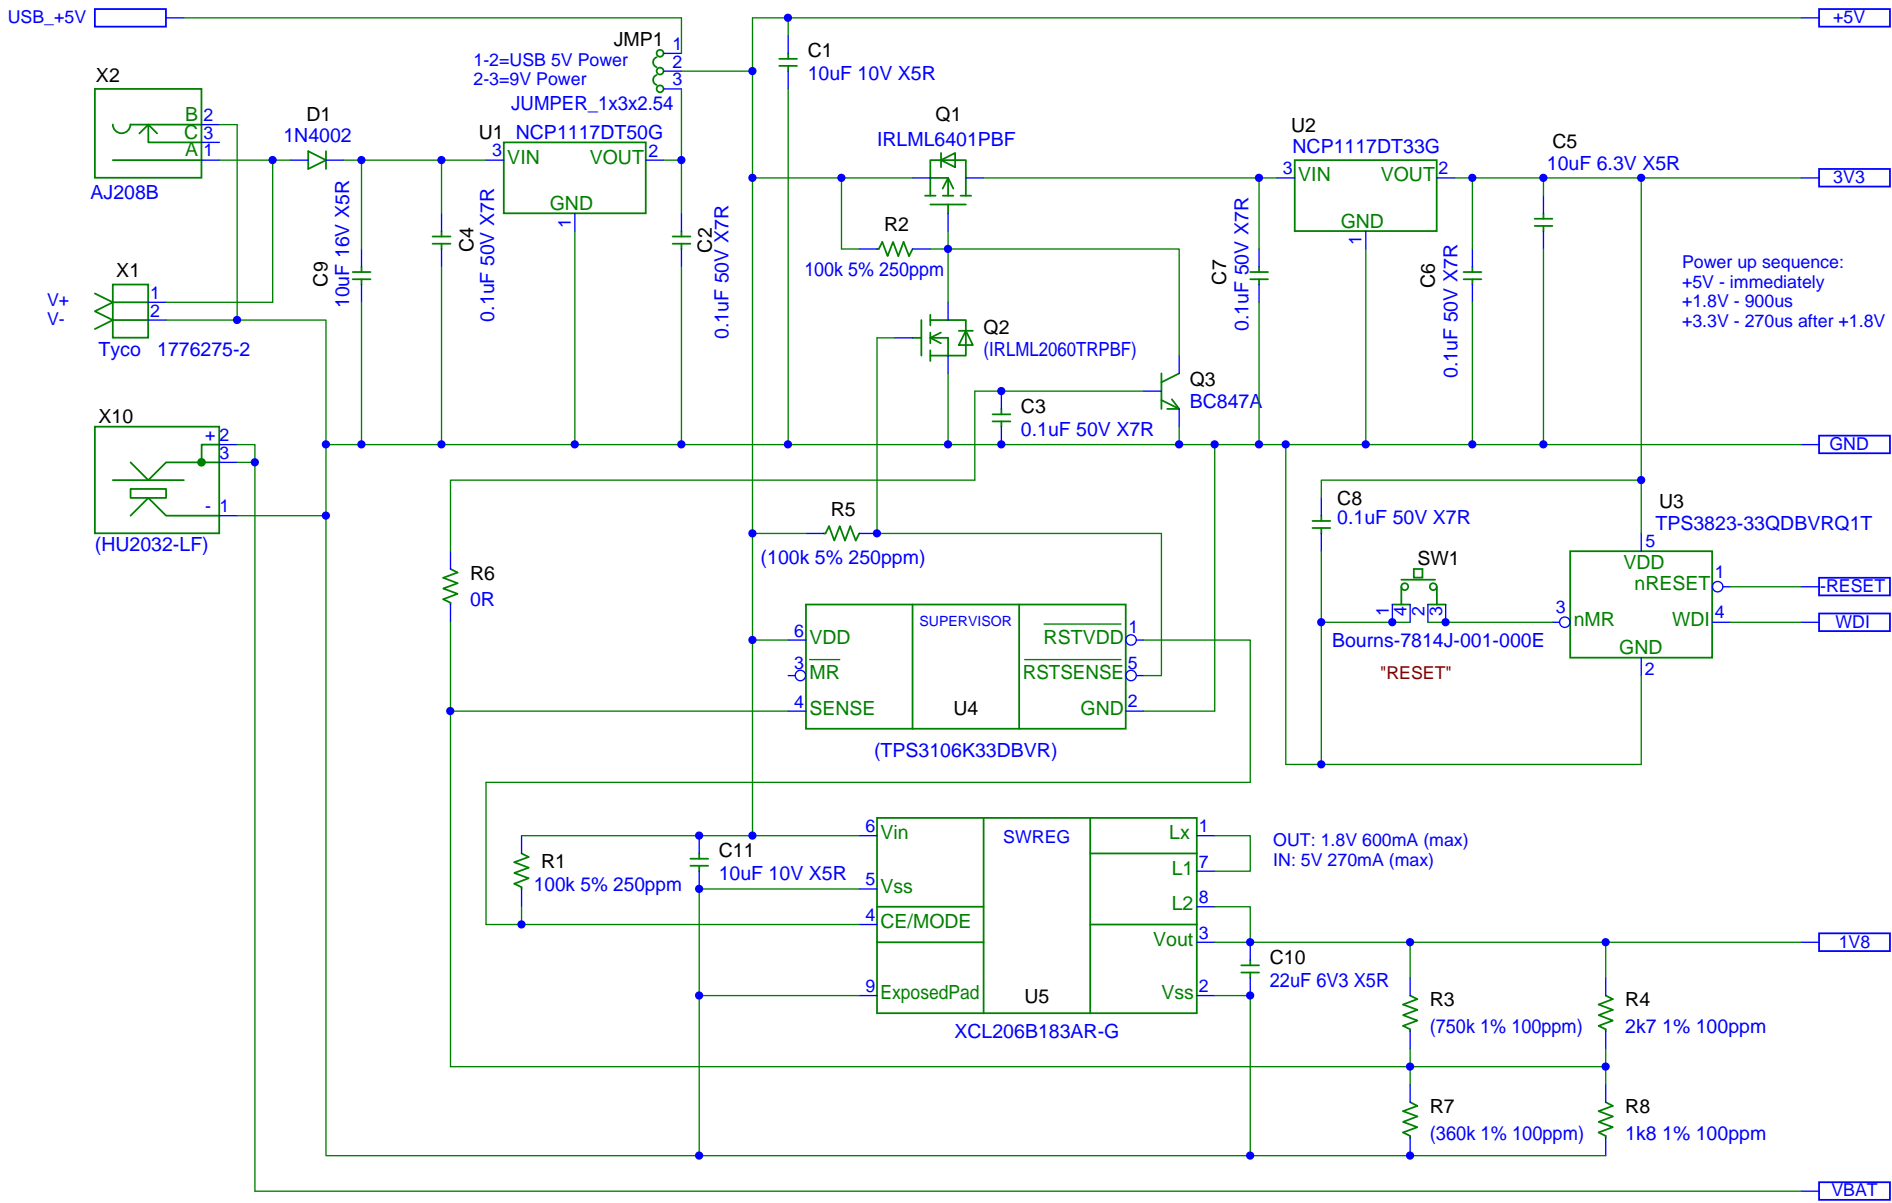 USB_+5V
+5V
JMP1
1
2
3
1-2=USB 5V Power
2-3=9V Power
JUMPER_1x3x2.54
C1
10uF 10V X5R
X2
B
2
C
3
A
1
AJ208B
D1
1N4002
U1
NCP1117DT50G
3
VIN
VOUT
2
GND
1
Q1
IRLML6401PBF
U2
NCP1117DT33G
3
VIN
VOUT
2
GND
1
C5
10uF 6.3V X5R
3V3
C9
10uF 16V X5R
C4
0.1uF 50V X7R
C2
0.1uF 50V X7R
R2
100k 5% 250ppm
C7
0.1uF 50V X7R
C6
0.1uF 50V X7R
Power up sequence:
+5V - immediately
+1.8V - 900us
+3.3V - 270us after +1.8V
X1
V+
V-
1
2
Tyco 1776275-2
Q2
(IRLML2060TRPBF)
Q3
BC847A
C3
0.1uF 50V X7R
GND
X10
+
2
3
-
1
(HU2032-LF)
R5
(100k 5% 250ppm)
R6
0R
C8
0.1uF 50V X7R
U3
TPS3823-33QDBVRQ1T
5
VDD
nRESET
1
-RESET
3
nMR
WDI
4
WDI
GND
2
SW1
1
4
2
3
Bourns-7814J-001-000E
"RESET"
SUPERVISOR
6
VDD
RSTVDD
1
3
MR
RSTSENSE
5
4
SENSE
U4
GND
2
(TPS3106K33DBVR)
R1
100k 5% 250ppm
C11
10uF 10V X5R
6
Vin
SWREG
Lx
1
5
Vss
L1
7
4
CE/MODE
L2
8
Vout
3
9
ExposedPad
U5
Vss
2
XCL206B183AR-G
OUT: 1.8V 600mA (max)
IN: 5V 270mA (max)
1V8
C10
22uF 6V3 X5R
R3
(750k 1% 100ppm)
R4
2k7 1% 100ppm
R7
(360k 1% 100ppm)
R8
1k8 1% 100ppm
VBAT